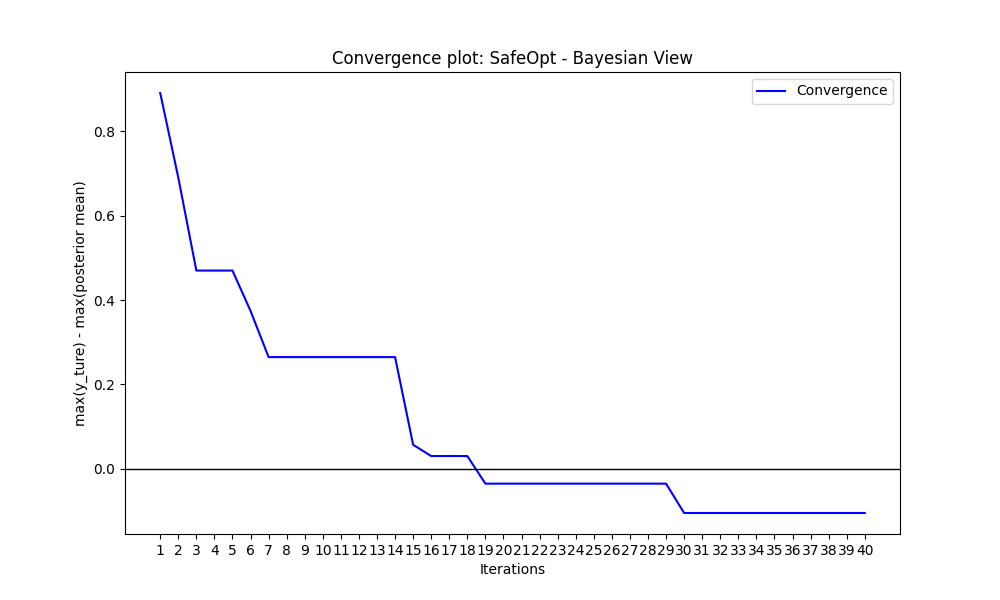 Convergence plot: SafeOpt - Bayesian View
Convergence
max(y_ture) - max(posterior mean)
0.8
0.6
0.4
0.2
0.0
1 2 3 4 5 6 7 8 9 10 11 12 13 14 15 16 17 18 19 20 21 22 23 24 25 26 27 28 29 30 31 32 33 34 35 36 37 38 39 40
Iterations